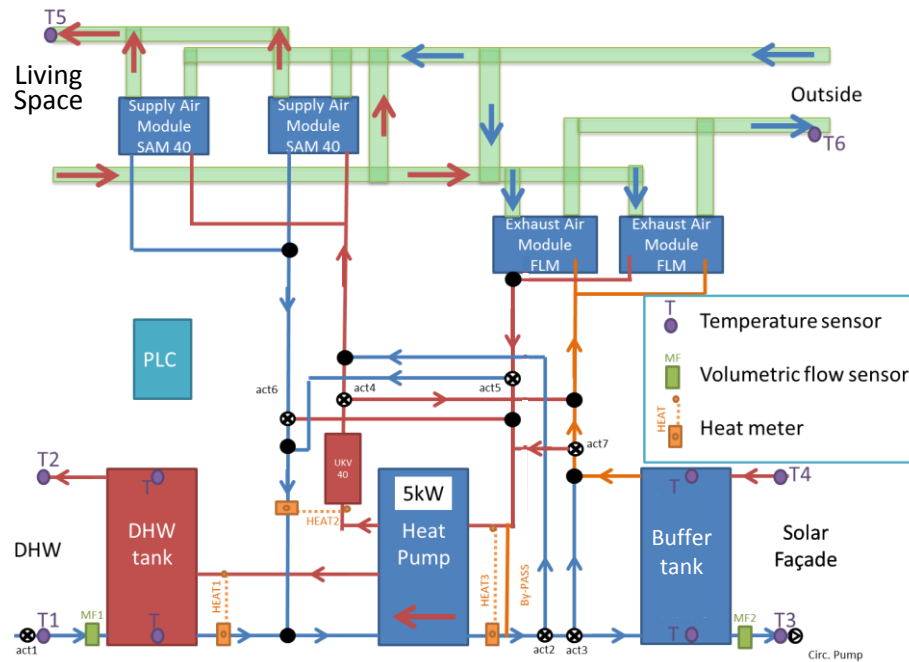 T5
Living
Space
Supply Air
Module
SAM 40
Supply Air
Module
SAM 40
Outside
T6
Exhaust Air
Module
FLM
Exhaust Air
Module
FLM
T
Temperature sensor
MF
Volumetric flow sensor
HEAT
Heat meter
PLC
act6
act4
act5
act7
UKV
40
T2
T
DHW
tank
HEAT2
5kW
Heat
Pump
T
Buffer
tank
T4
DHW
Solar
Façade
HEAT1
HEAT3
By-PASS
T1
MF1
T
act1
act2
act3
T
MF2
T3
Circ. Pump